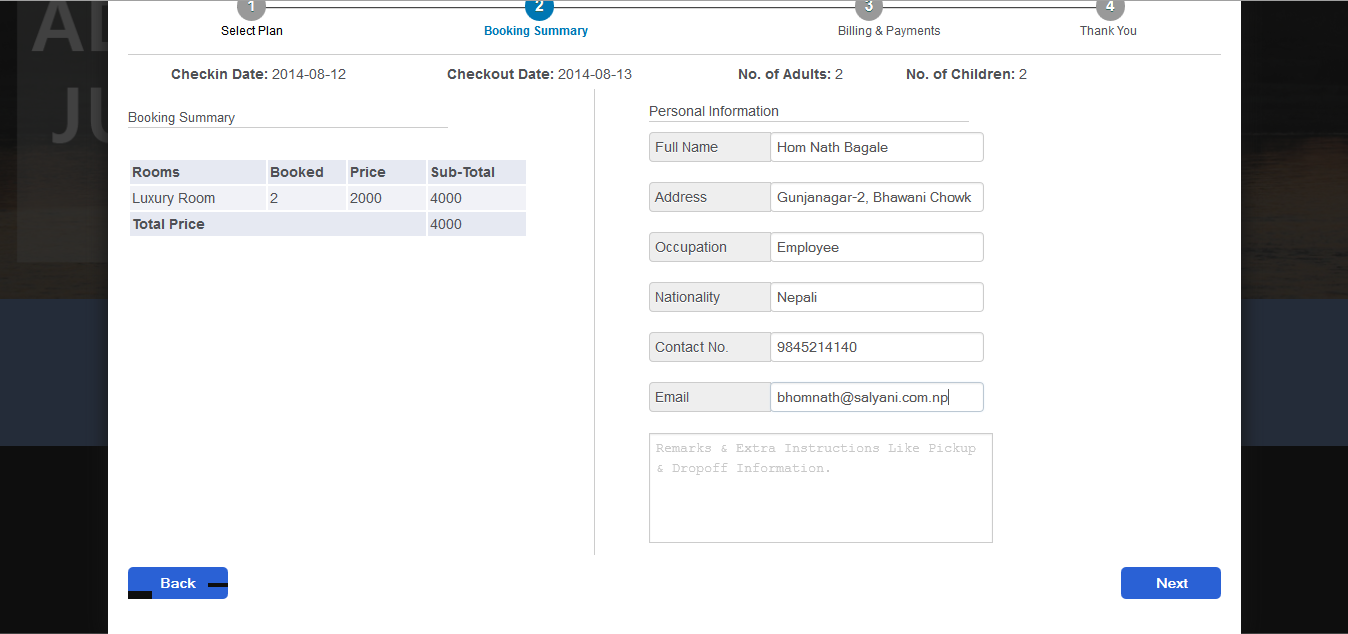 AD
JU
1 2 3 4
Select Plan Booking Summary Billing & Payments Thank You
Checkin Date: 2014-08-12 Checkout Date: 2014-08-13 No. of Adults: 2 No. of Children: 2
Booking Summary
Rooms Booked Price Sub-Total
Luxury Room 2 2000 4000
Total Price 4000
Personal Information
Full Name Hom Nath Bagale
Address Gunjanagar-2, Bhawani Chowk
Occupation Employee
Nationality Nepali
Contact No. 9845214140
Email bhomnath@salyani.com.np
Remarks & Extra Instructions Like Pickup
& Dropoff Information.
Back Next